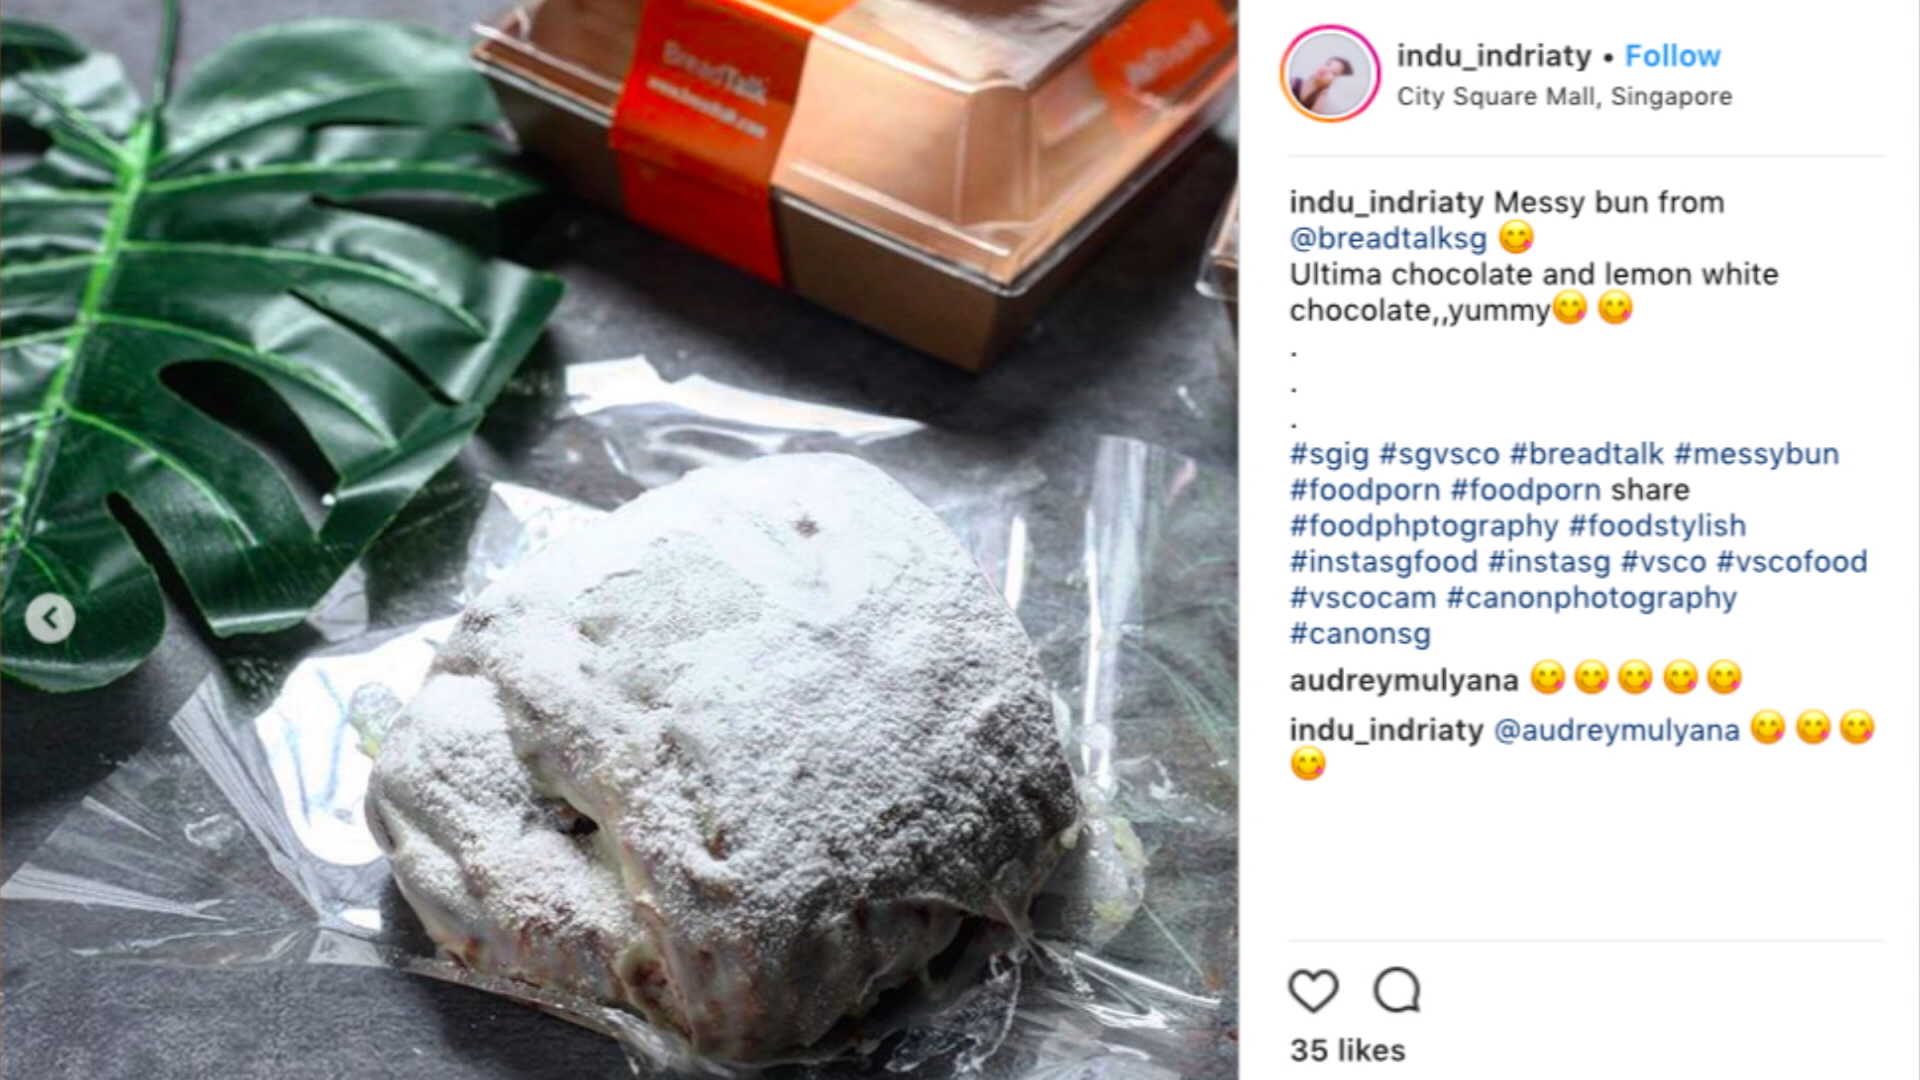 BreadTalk
indu_indriaty • Follow
City Square Mall, Singapore
indu_indriaty Messy bun from
@breadtalksg 😋
Ultima chocolate and lemon white
chocolate,,yummy😋 😋
.
.
.
#sgig #sgvsco #breadtalk #messybun
#foodporn #foodporn share
#foodphptography #foodstylish
#instasgfood #instasg #vsco #vscofood
#vscocam #canonphotography
#canonsg
audreymulyana 😋 😋 😋 😋 😋
indu_indriaty @audreymulyana 😋 😋 😋
😋
35 likes